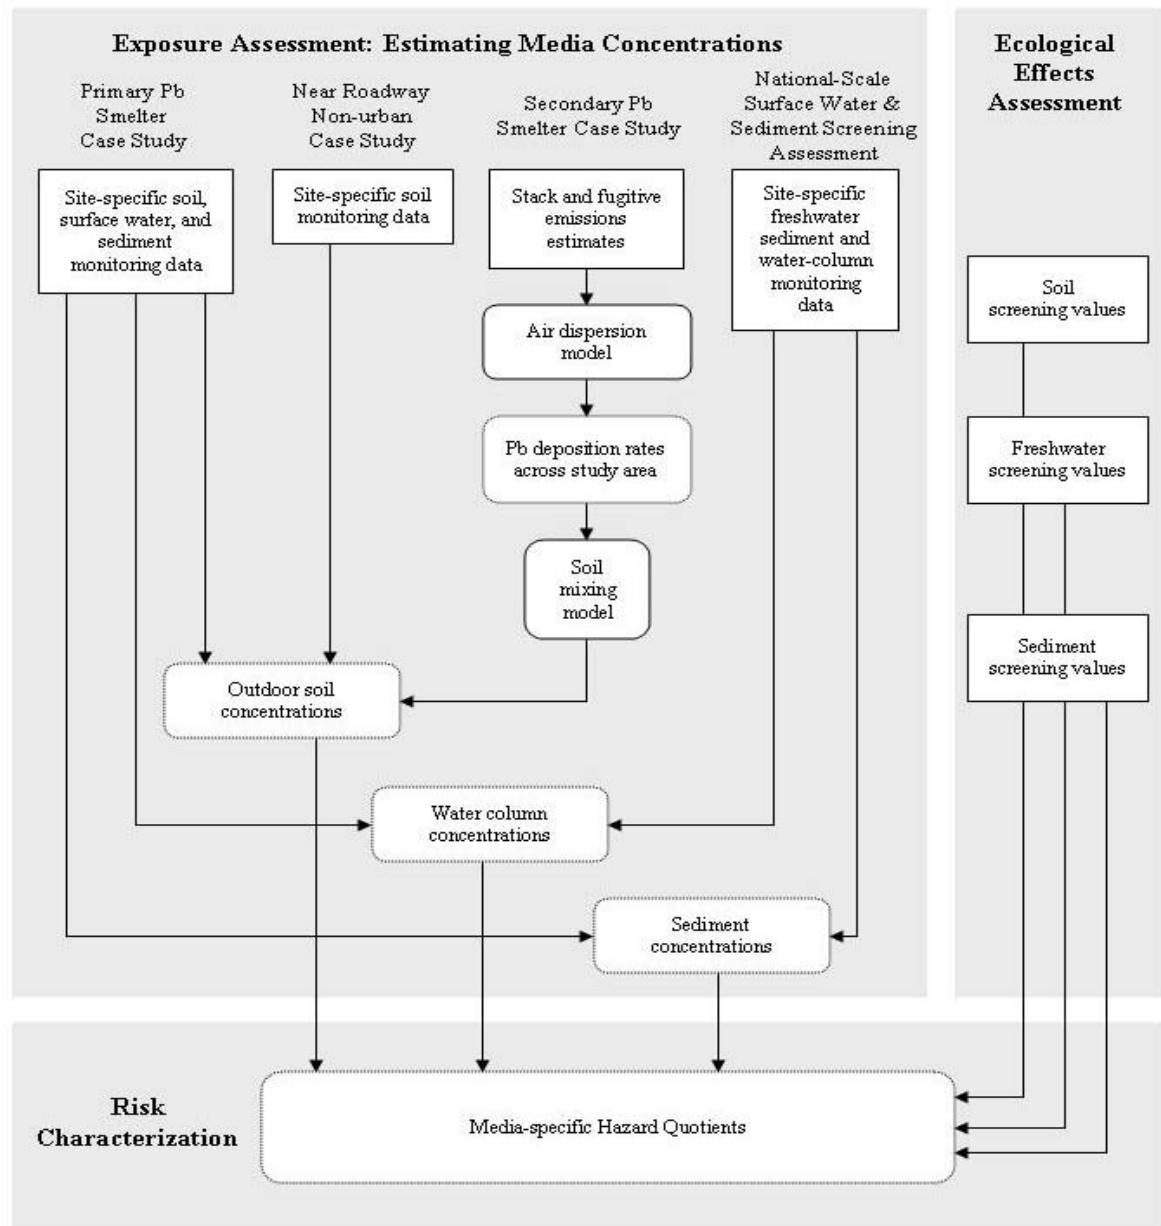 Exposure Assessment: Estimating Media Concentrations
Primary Pb
Smelter
Case Study
Near Roadway
Non-urban
Case Study
Secondary Pb
Smelter Case Study
National-Scale
Surface Water &
Sediment Screening
Assessment
Site-specific soil,
surface water, and
sediment
monitoring data
Site-specific soil
monitoring data
Stack and fugitive
emissions
estimates
Site-specific
freshwater
sediment and
water-column
monitoring
data
Air dispersion
model
Pb deposition rates
across study area
Soil
mixing
model
Outdoor soil
concentrations
Water column
concentrations
Sediment
concentrations
Ecological
Effects
Assessment
Soil
screening values
Freshwater
screening values
Sediment
screening values
Risk
Characterization
Media-specific Hazard Quotients